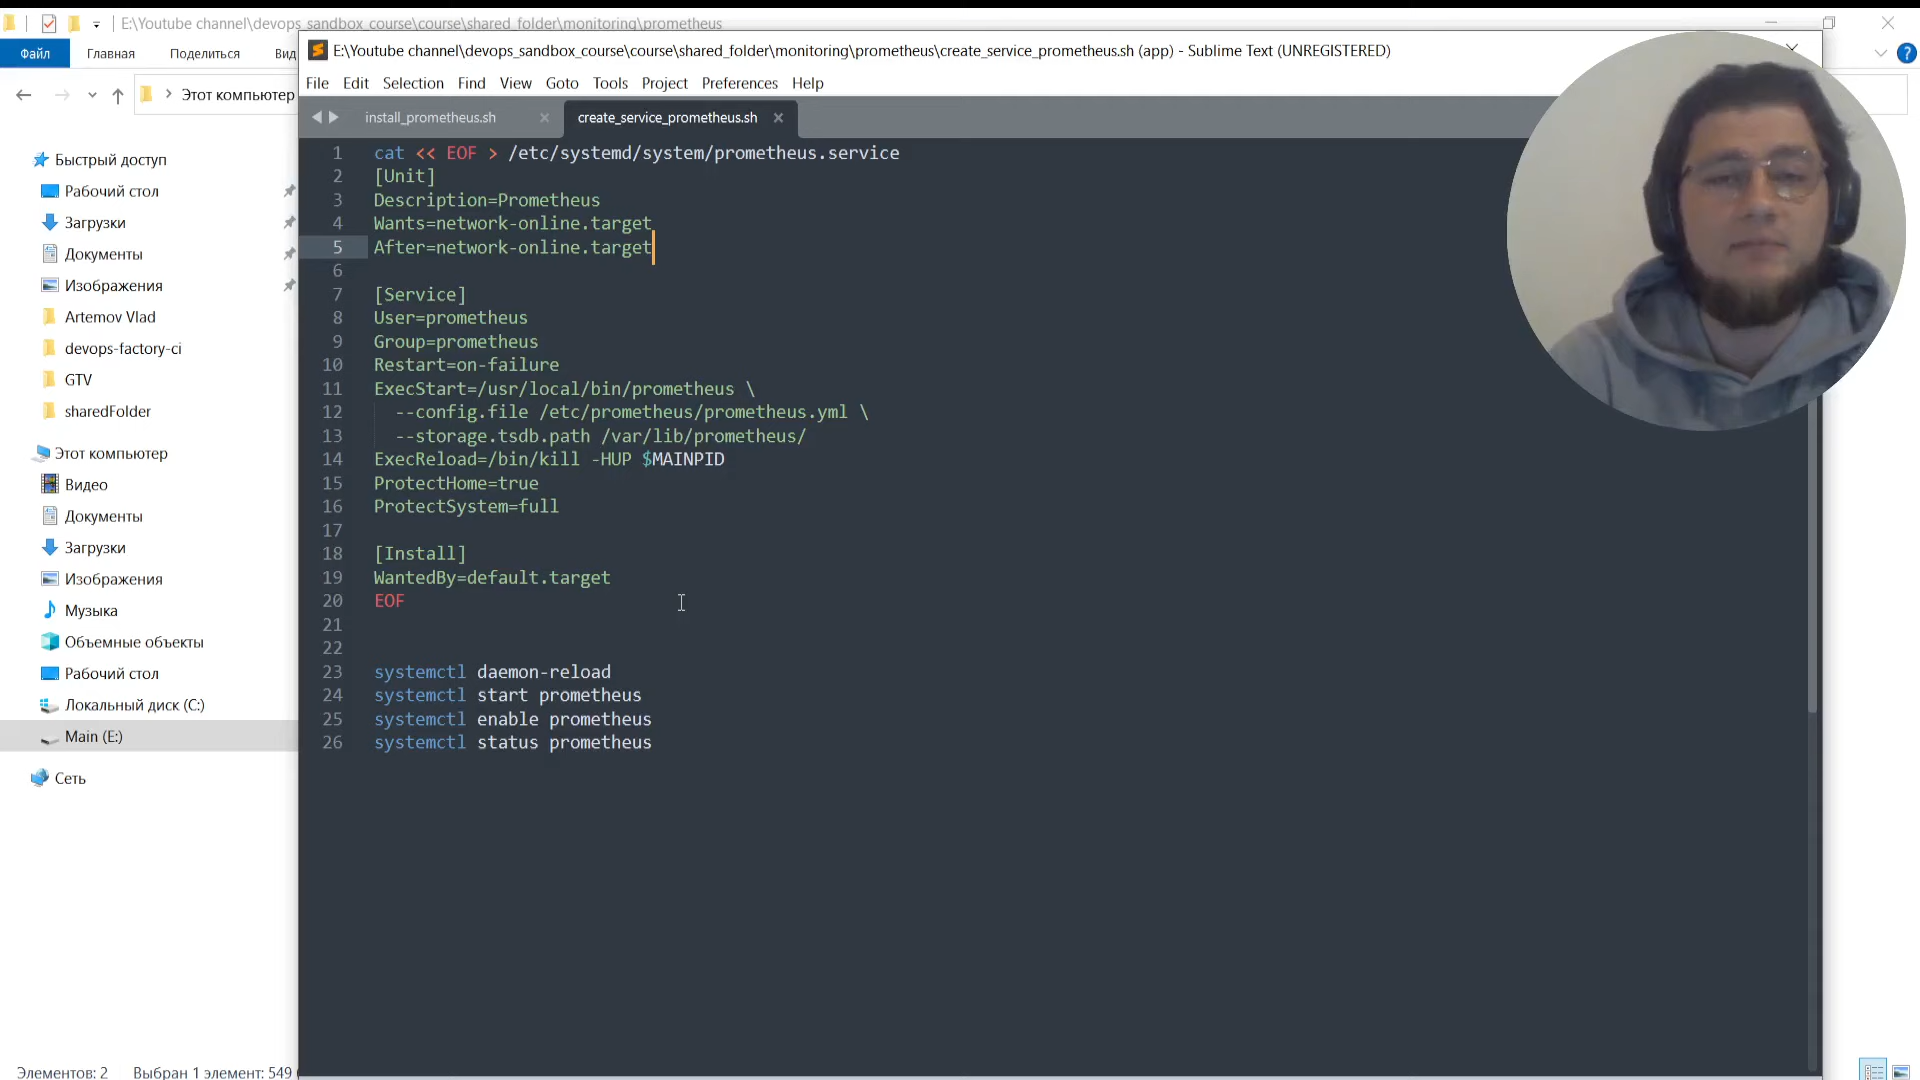 E:\Youtube channel\devops_sandbox_course\course\shared_folder\monitoring\prometheus
Файл
Главная
Поделиться
Вид
Этот компьютер
Быстрый доступ
Рабочий стол
Загрузки
Документы
Изображения
Artemov Vlad
devops-factory-ci
GTV
sharedFolder
Этот компьютер
Видео
Документы
Загрузки
Изображения
Музыка
Объемные объекты
Рабочий стол
Локальный диск (C:)
Main (E:)
Сеть
Элементов: 2 Выбран 1 элемент: 549
E:\Youtube channel\devops_sandbox_course\course\shared_folder\monitoring\prometheus\create_service_prometheus.sh (app) - Sublime Text (UNREGISTERED)
File Edit Selection Find View Goto Tools Project Preferences Help
install_prometheus.sh
create_service_prometheus.sh
1 cat << EOF > /etc/systemd/system/prometheus.service
2 [Unit]
3 Description=Prometheus
4 Wants=network-online.target
5 After=network-online.target
6
7 [Service]
8 User=prometheus
9 Group=prometheus
10 Restart=on-failure
11 ExecStart=/usr/local/bin/prometheus \
12 --config.file /etc/prometheus/prometheus.yml \
13 --storage.tsdb.path /var/lib/prometheus/
14 ExecReload=/bin/kill -HUP $MAINPID
15 ProtectHome=true
16 ProtectSystem=full
17
18 [Install]
19 WantedBy=default.target
20 EOF
21
22
23 systemctl daemon-reload
24 systemctl start prometheus
25 systemctl enable prometheus
26 systemctl status prometheus